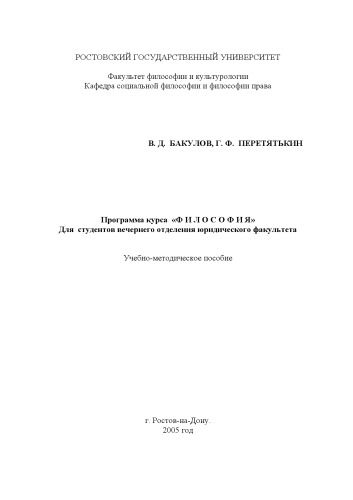 РОСТОВСКИЙ ГОСУДАРСТВЕННЫЙ УНИВЕРСИТЕТ
Факультет философии и культурологии
Кафедра социальной философии и философии права
В. Д. БАКУЛОВ, Г. Ф. ПЕРЕТЯТЬКИН
Программа курса «Ф И Л О С О Ф И Я»
Для студентов вечернего отделения юридического факультета
Учебно-методическое пособие
г. Ростов-на-Дону.
2005 год